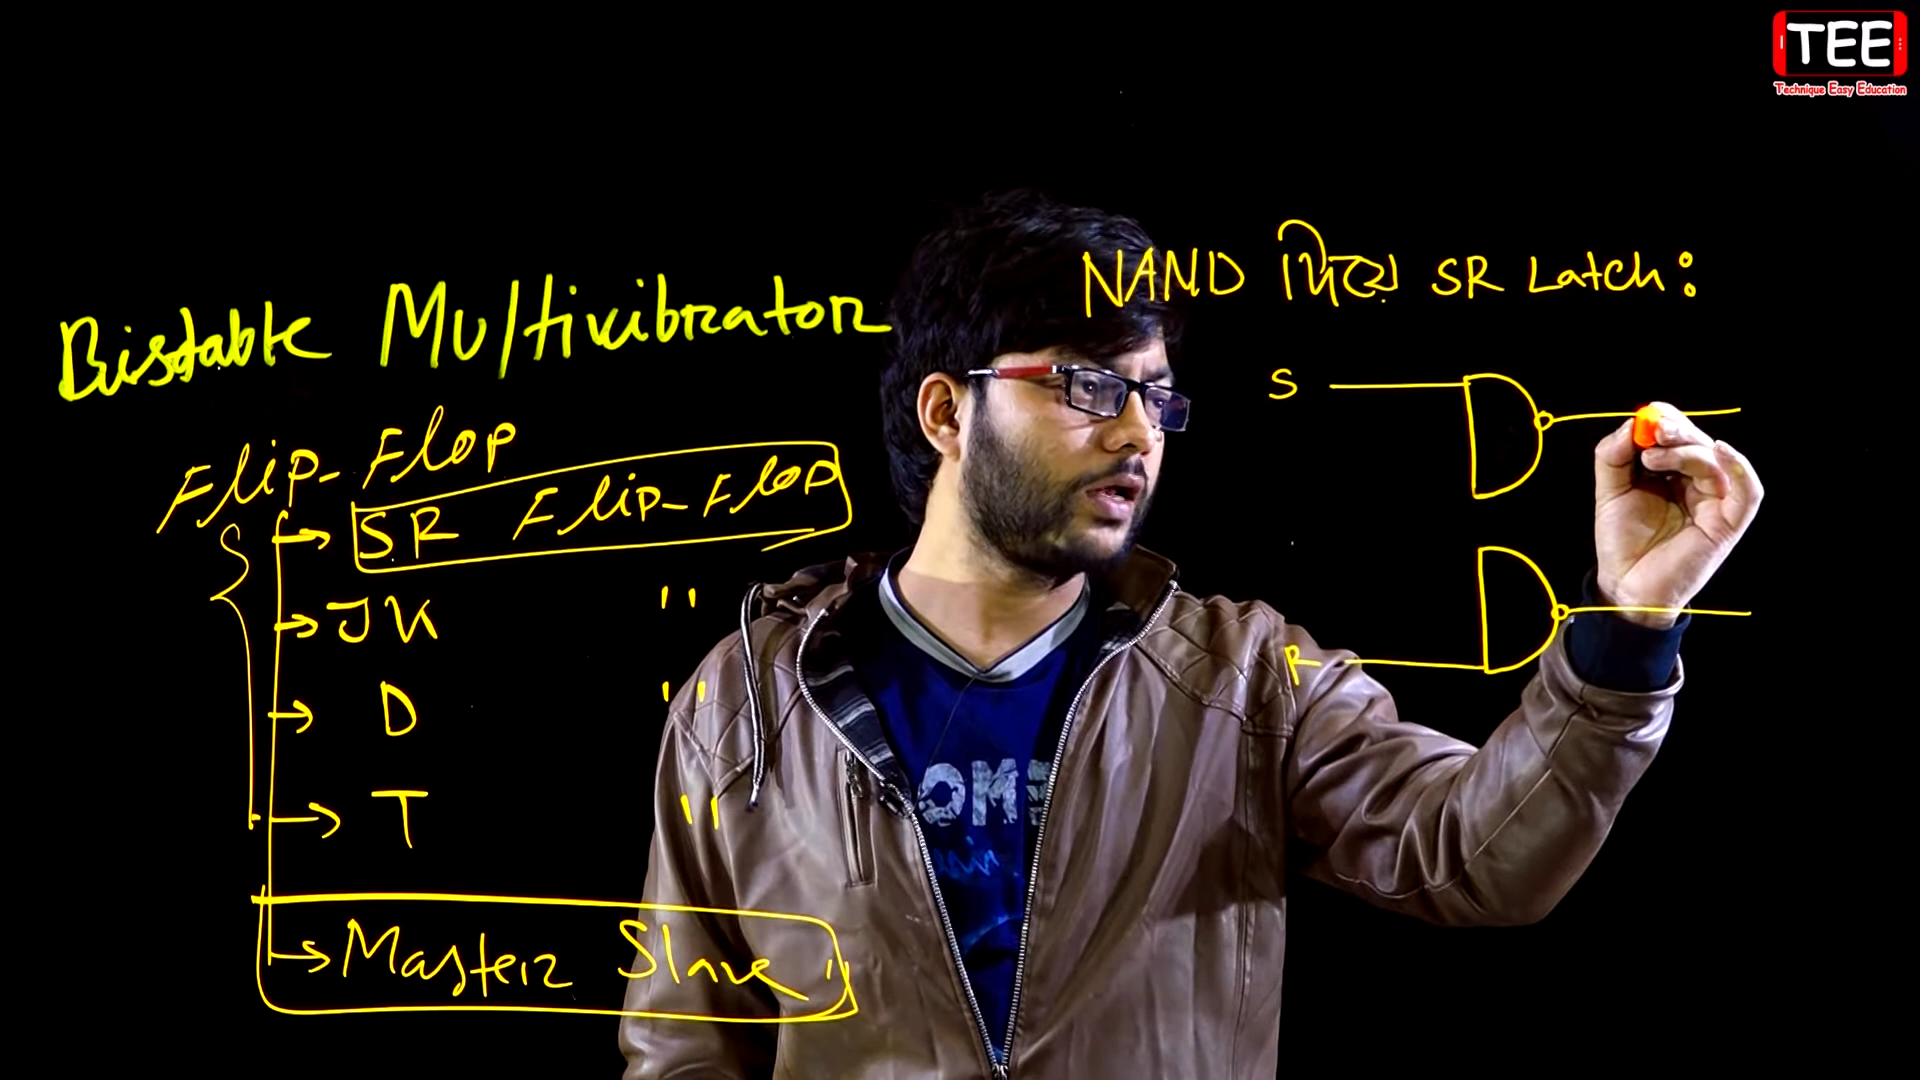 TEE
Technique Easy Education
Bistable Multivibrator
Flip-Flop
SR Flip-Flop
JK "
D "
T "
Master Slave "
NAND দিয়ে SR Latch:
S
R